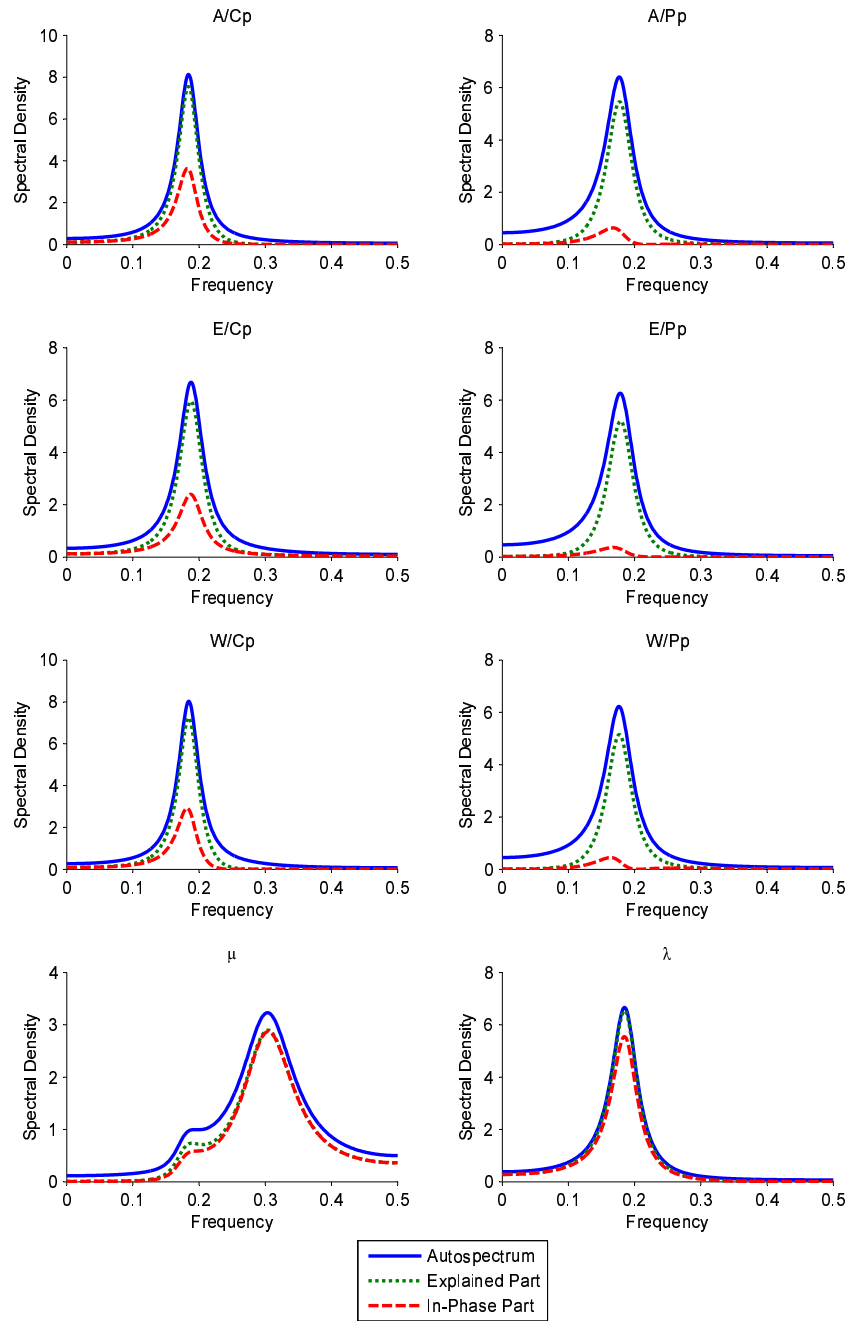 A/Cp
A/Pp
10
8
6
4
2
0
Spectral Density
0 0.1 0.2 0.3 0.4 0.5
Frequency
8
6
4
2
0
Spectral Density
0 0.1 0.2 0.3 0.4 0.5
Frequency
E/Cp
E/Pp
8
6
4
2
0
Spectral Density
0 0.1 0.2 0.3 0.4 0.5
Frequency
8
6
4
2
0
Spectral Density
0 0.1 0.2 0.3 0.4 0.5
Frequency
W/Cp
W/Pp
10
8
6
4
2
0
Spectral Density
0 0.1 0.2 0.3 0.4 0.5
Frequency
8
6
4
2
0
Spectral Density
0 0.1 0.2 0.3 0.4 0.5
Frequency
μ
λ
4
3
2
1
0
Spectral Density
0 0.1 0.2 0.3 0.4 0.5
Frequency
8
6
4
2
0
Spectral Density
0 0.1 0.2 0.3 0.4 0.5
Frequency
Autospectrum
Explained Part
In-Phase Part